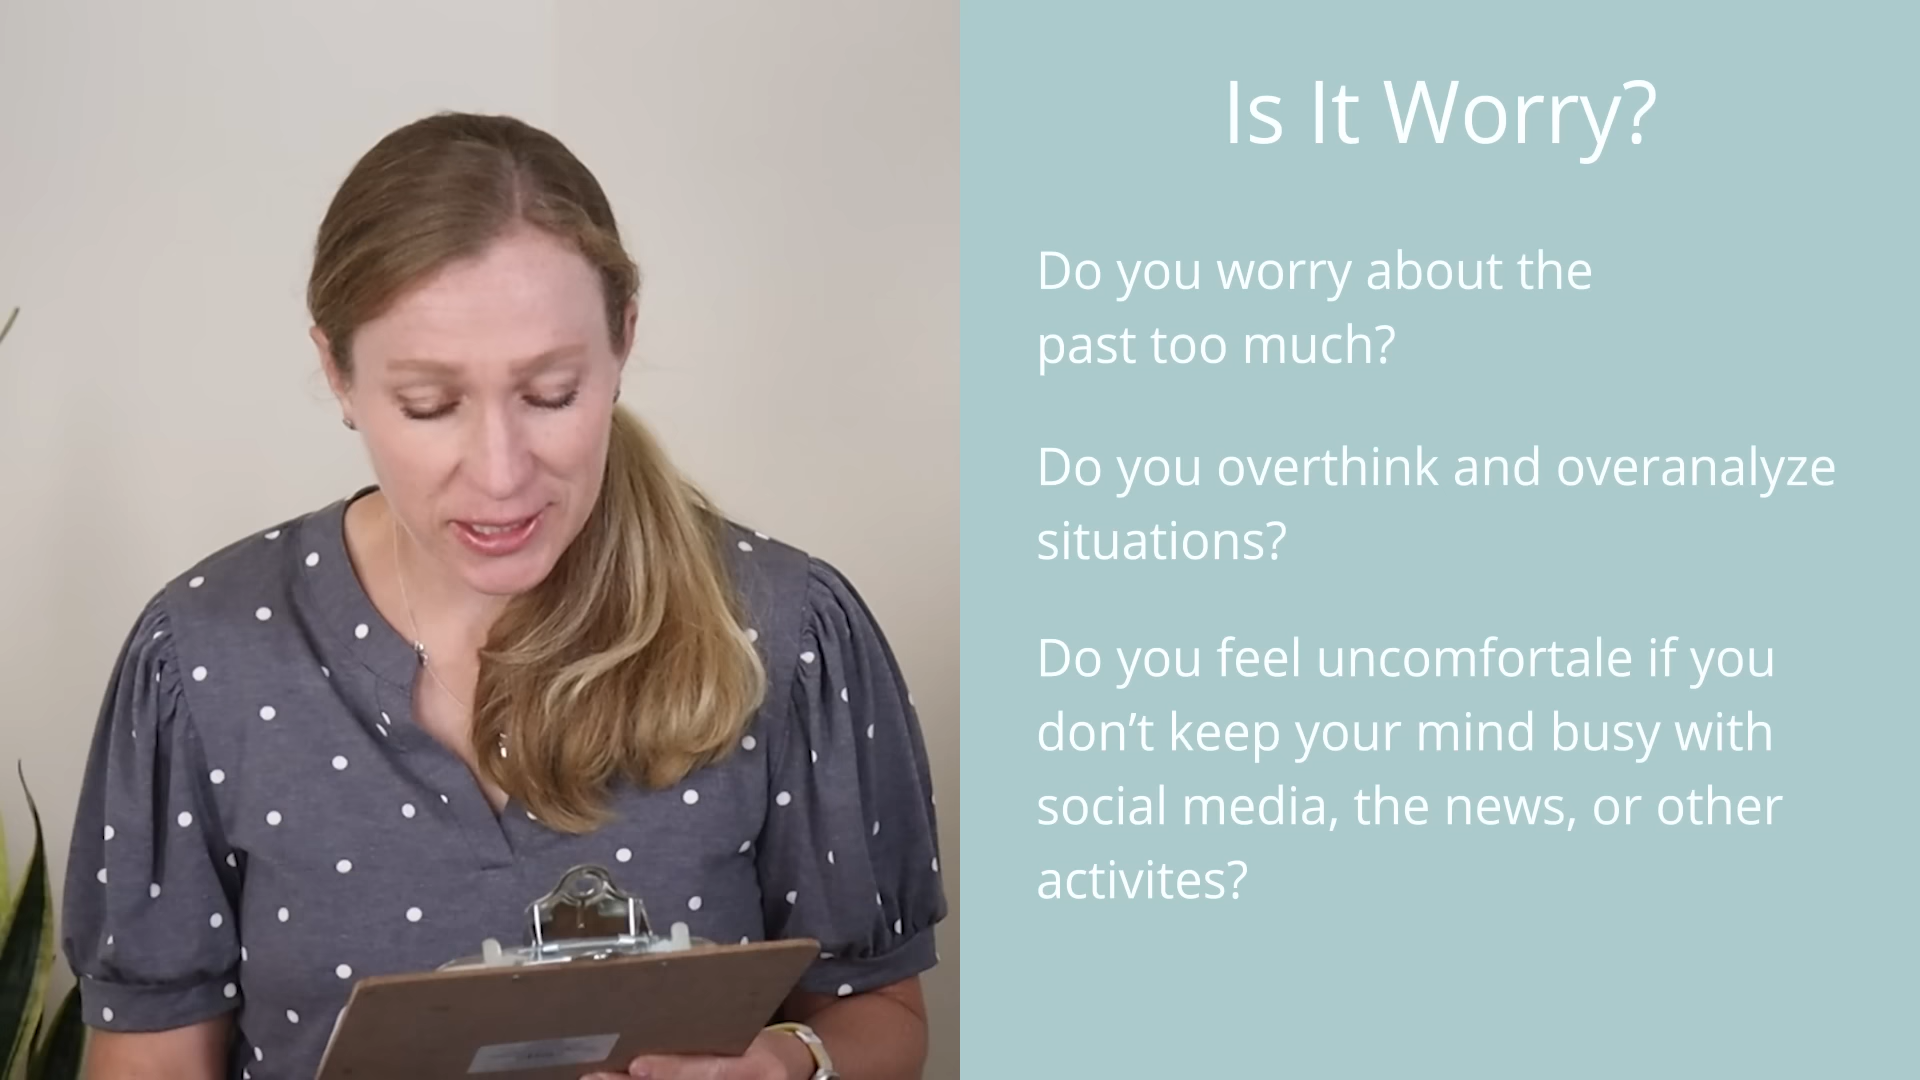 Is It Worry?
Do you worry about the
past too much?
Do you overthink and overanalyze
situations?
Do you feel uncomfortale if you
don’t keep your mind busy with
social media, the news, or other
activites?